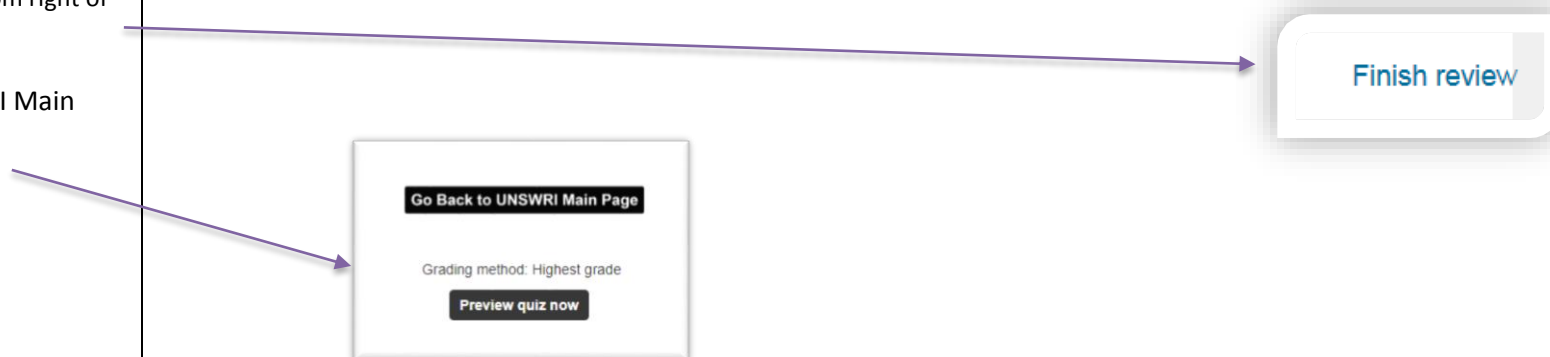 right of
I Main
Finish review
Go Back to UNSWRI Main Page
Grading method: Highest grade
Preview quiz now